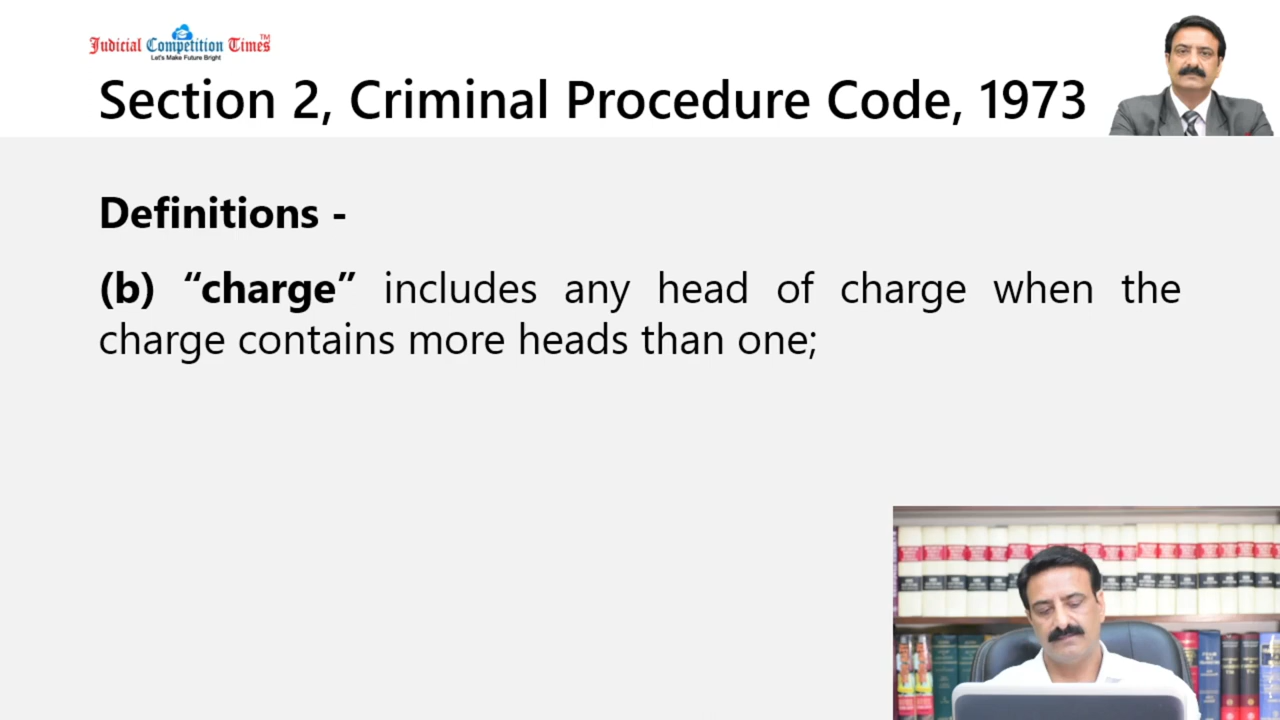 Judicial Competition Times™
Let's Make Future Bright
Section 2, Criminal Procedure Code, 1973
Definitions -
(b) “charge” includes any head of charge when the
charge contains more heads than one;